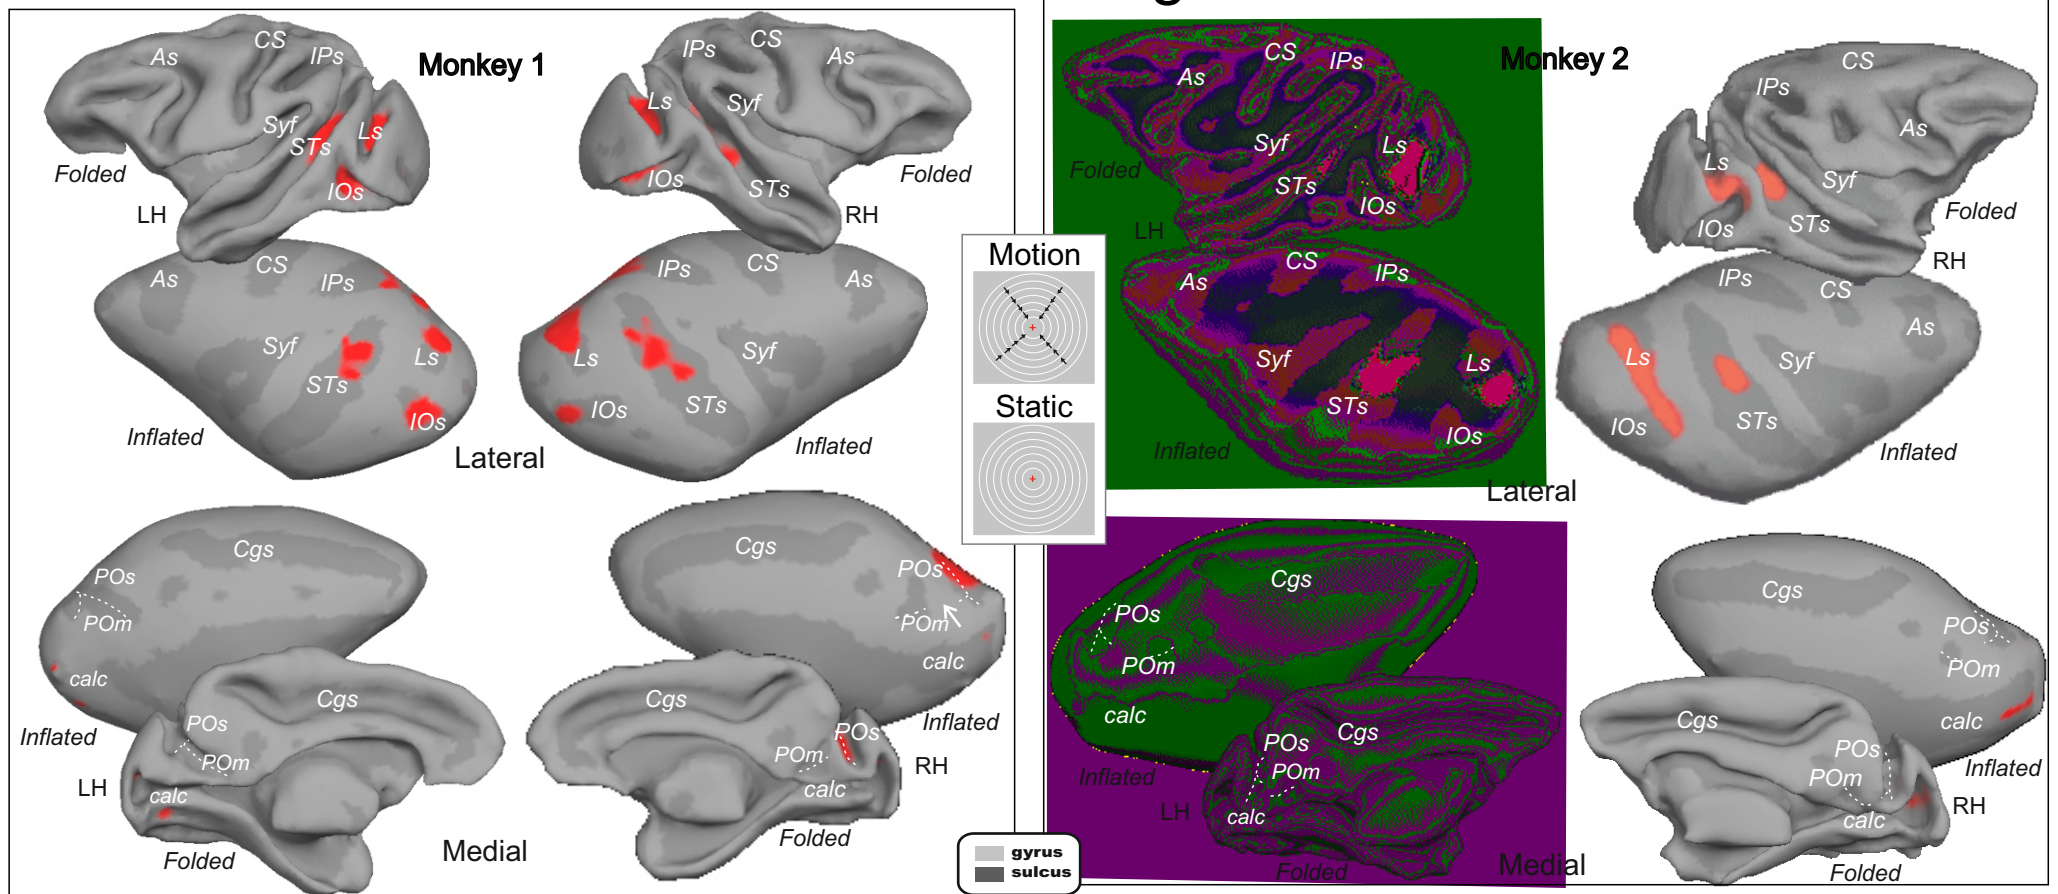 Monkey 1
As
CS
IPs
Syf
STs
Ls
IOs
Folded
LH
IPs
CS
As
Ls
Syf
IOs
STs
Folded
RH
As
CS
IPs
Syf
STs
Ls
IOs
Inflated
Lateral
IPs
CS
As
Ls
Syf
IOs
STs
Inflated
Cgs
POs
POm
calc
Inflated
Cgs
POs
POm
calc
Inflated
Cgs
POs
POm
calc
LH
Folded
Medial
Cgs
POs
POm
calc
RH
Folded
Motion
Static
gyrus
sulcus
Monkey 2
As
CS
IPs
Syf
STs
Ls
IOs
Folded
LH
CS
IPs
As
Ls
Syf
IOs
STs
Folded
RH
As
CS
IPs
Syf
STs
Ls
IOs
Inflated
Lateral
IPs
CS
As
Ls
Syf
IOs
STs
Inflated
Cgs
POs
POm
calc
Inflated
Cgs
POs
POm
calc
Inflated
Cgs
POs
POm
calc
LH
Folded
Medial
Cgs
POs
POm
calc
RH
Folded